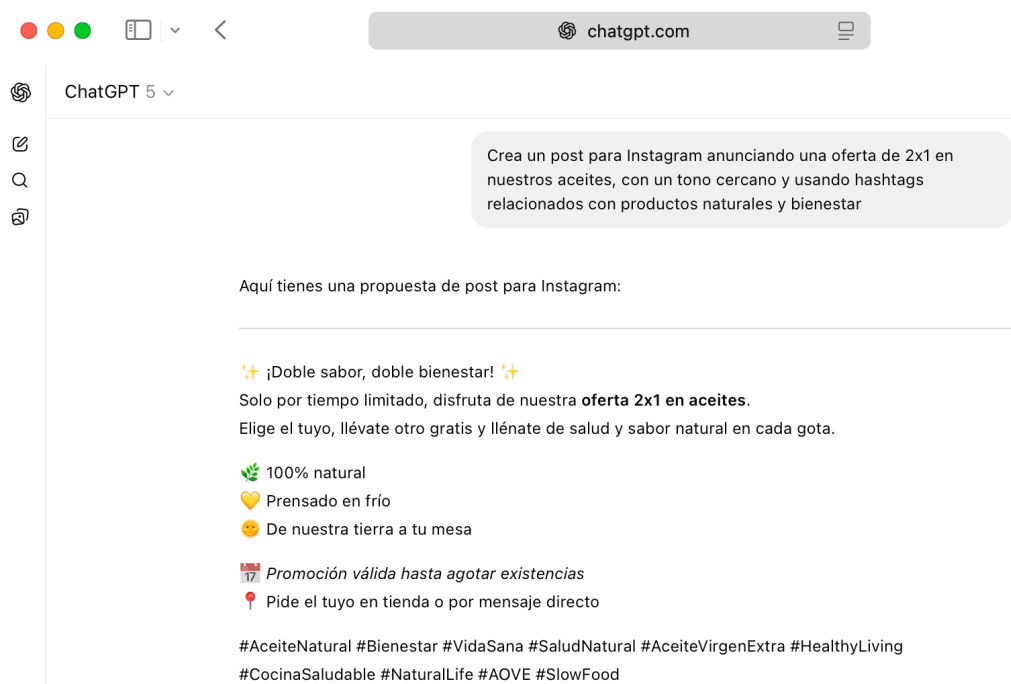 chatgpt.com
ChatGPT 5
Crea un post para Instagram anunciando una oferta de 2x1 en
nuestros aceites, con un tono cercano y usando hashtags
relacionados con productos naturales y bienestar
Aquí tienes una propuesta de post para Instagram:
✨ ¡Doble sabor, doble bienestar! ✨
Solo por tiempo limitado, disfruta de nuestra oferta 2x1 en aceites.
Elige el tuyo, llévate otro gratis y llénate de salud y sabor natural en cada gota.
🌿 100% natural
💛 Prensado en frío
🌞 De nuestra tierra a tu mesa
📅 Promoción válida hasta agotar existencias
📍 Pide el tuyo en tienda o por mensaje directo
#AceiteNatural #Bienestar #VidaSana #SaludNatural #AceiteVirgenExtra #HealthyLiving
#CocinaSaludable #NaturalLife #AOVE #SlowFood